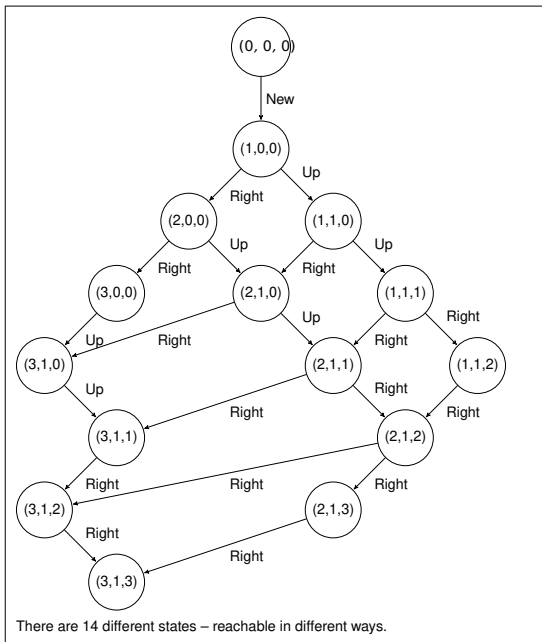 (0, 0, 0)
New
(1,0,0)
Up
Right
(2,0,0)
(1,1,0)
Up
Up
Right
Right
(3,0,0)
(2,1,0)
(1,1,1)
Up
Right
Up
Right
Right
(3,1,0)
(2,1,1)
(1,1,2)
Up
Right
Right
Right
(3,1,1)
(2,1,2)
Right
Right
Right
(3,1,2)
(2,1,3)
Right
Right
(3,1,3)
There are 14 different states – reachable in different ways.